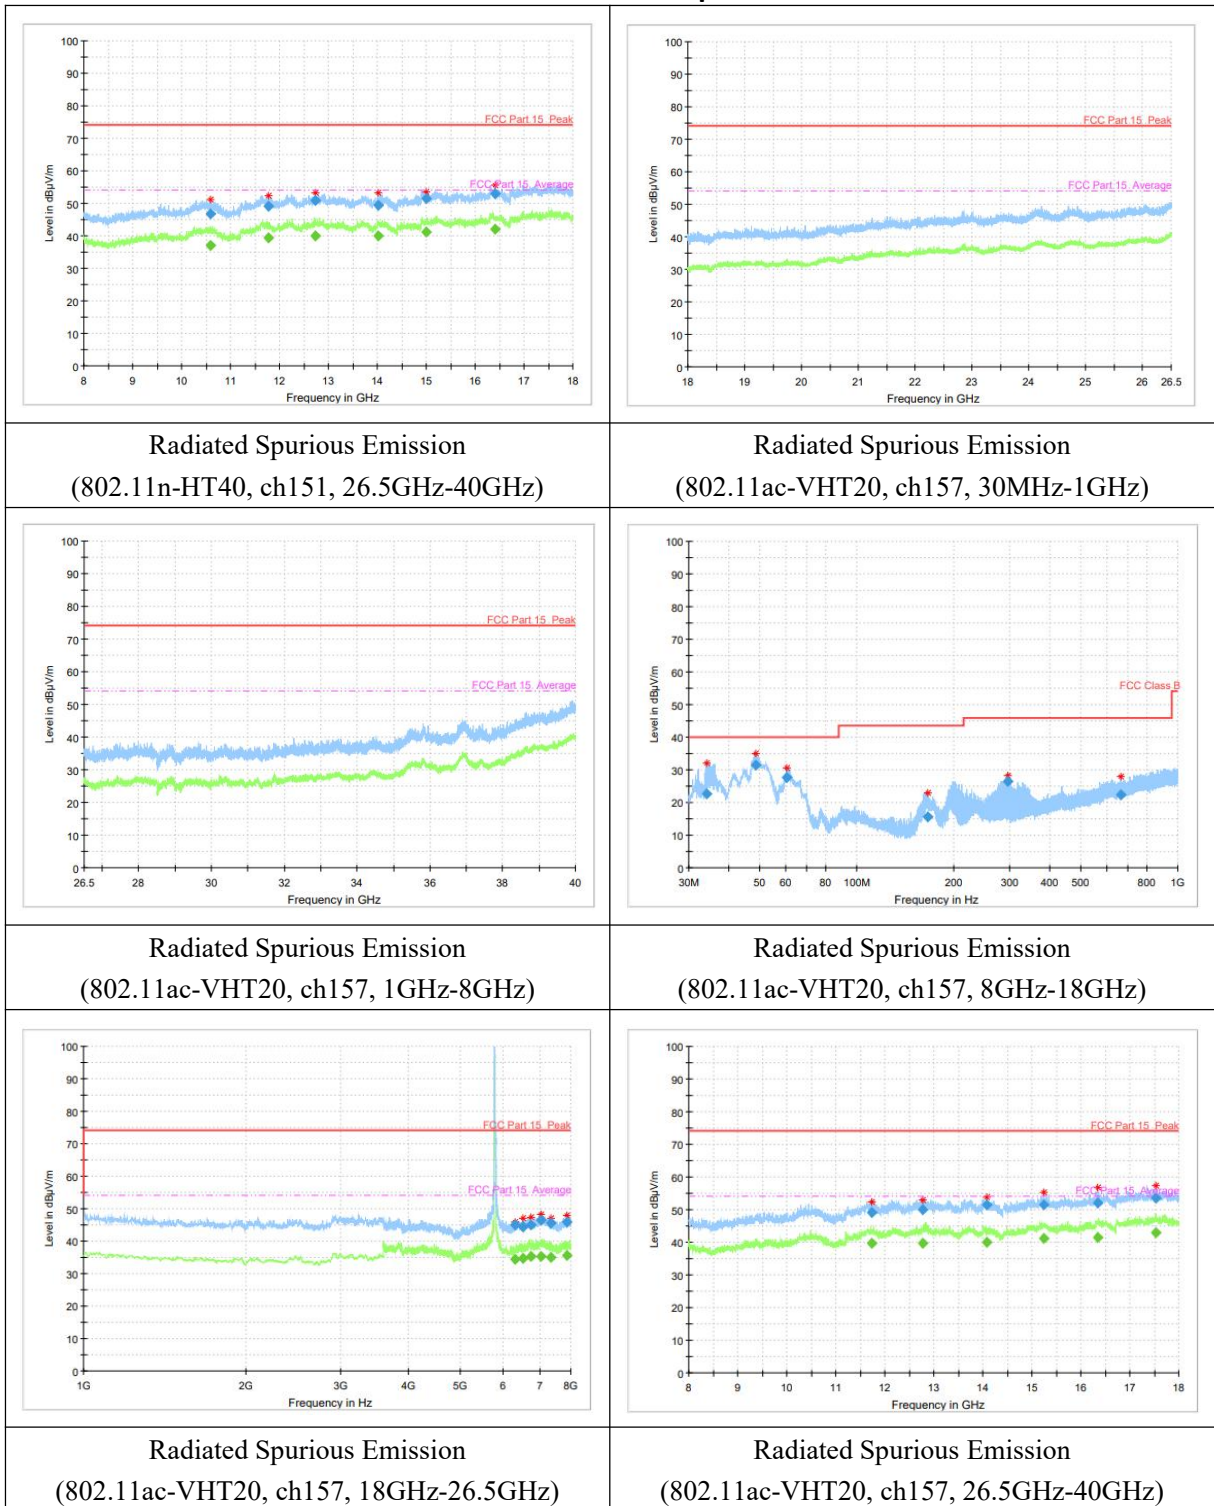 100
90
80
70
60
50
40
30
20
10
0
Level in dBµV/m
FCC Part 15 Peak
FCC Part 15 Average
8 9 10 11 12 13 14 15 16 17 18
Frequency in GHz
100
90
80
70
60
50
40
30
20
10
0
Level in dBµV/m
FCC Part 15 Peak
FCC Part 15 Average
18 19 20 21 22 23 24 25 26 26.5
Frequency in GHz
Radiated Spurious Emission
(802.11n-HT40, ch151, 26.5GHz-40GHz)
Radiated Spurious Emission
(802.11ac-VHT20, ch157, 30MHz-1GHz)
100
90
80
70
60
50
40
30
20
10
0
Level in dBµV/m
FCC Part 15 Peak
FCC Part 15 Average
26.5 28 30 32 34 36 38 40
Frequency in GHz
100
90
80
70
60
50
40
30
20
10
0
Level in dBµV/m
FCC Class B
30M 50 60 80 100M 200 300 400 500 800 1G
Frequency in Hz
Radiated Spurious Emission
(802.11ac-VHT20, ch157, 1GHz-8GHz)
Radiated Spurious Emission
(802.11ac-VHT20, ch157, 8GHz-18GHz)
100
90
80
70
60
50
40
30
20
10
0
Level in dBµV/m
FCC Part 15 Peak
FCC Part 15 Average
1G 2G 3G 4G 5G 6 7 8G
Frequency in Hz
100
90
80
70
60
50
40
30
20
10
0
Level in dBµV/m
FCC Part 15 Peak
FCC Part 15 Average
8 9 10 11 12 13 14 15 16 17 18
Frequency in GHz
Radiated Spurious Emission
(802.11ac-VHT20, ch157, 18GHz-26.5GHz)
Radiated Spurious Emission
(802.11ac-VHT20, ch157, 26.5GHz-40GHz)